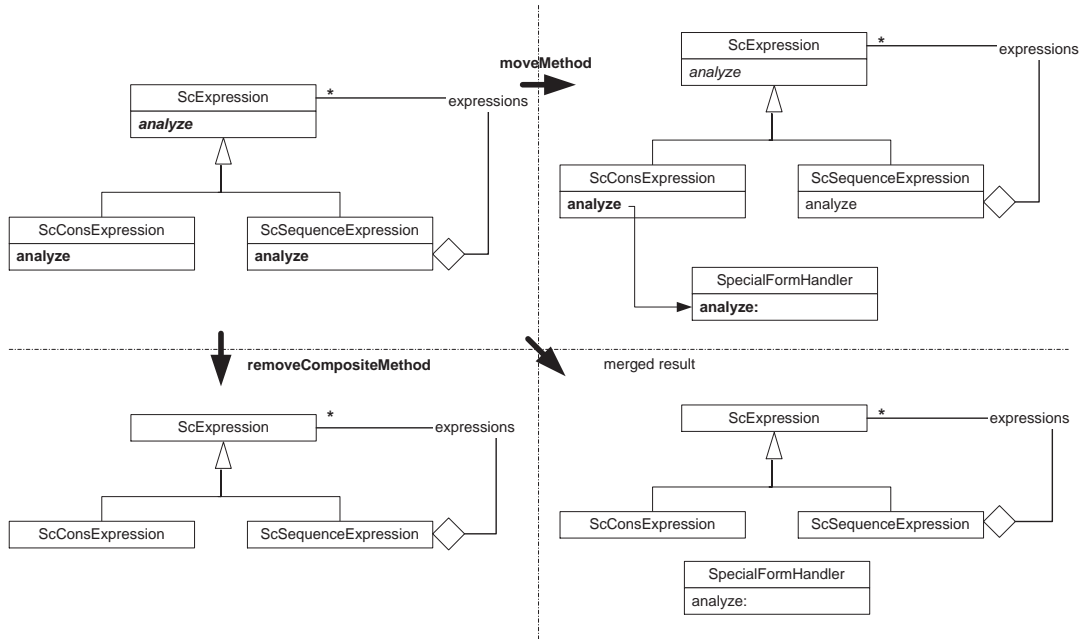 ScExpression
*
analyze
expressions
ScConsExpression
analyze
ScSequenceExpression
analyze
moveMethod
ScExpression
*
analyze
expressions
ScConsExpression
analyze
ScSequenceExpression
analyze
SpecialFormHandler
analyze:
removeCompositeMethod
ScExpression
*
expressions
ScConsExpression
ScSequenceExpression
merged result
ScExpression
*
expressions
ScConsExpression
ScSequenceExpression
SpecialFormHandler
analyze: